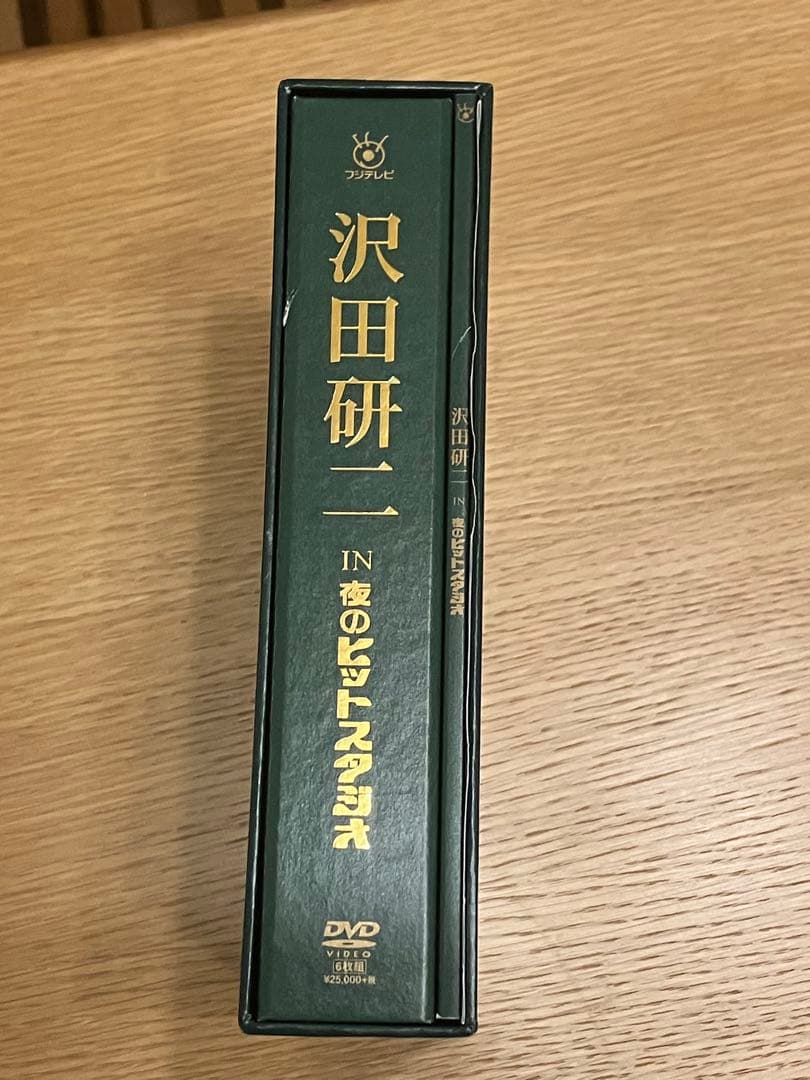 フジテレビ
沢田研二
IN
夜のヒットスタジオ
DVD
VIDEO
6枚組
¥25,000+税
沢田研二
IN
夜のヒットスタジオ